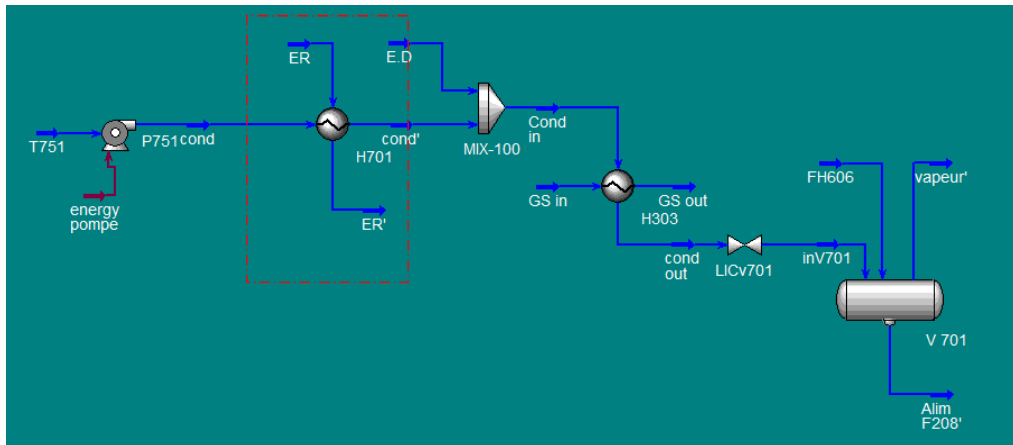 ER
E.D
T751
P751
cond
H701
cond'
MIX-100
Cond
in
energy
pompe
ER'
GS in
GS out
H303
cond
out
LICv701
inV701
FH606
vapeur'
V 701
Alim
F208'